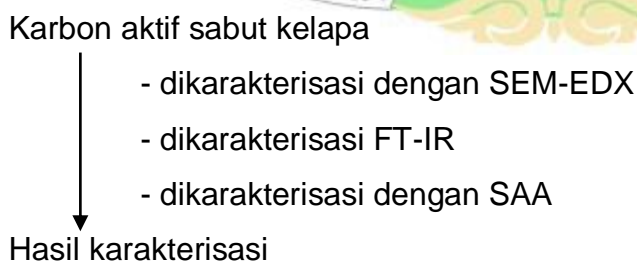 Karbon aktif sabut kelapa
- dikarakterisasi dengan SEM-EDX
- dikarakterisasi FT-IR
- dikarakterisasi dengan SAA
Hasil karakterisasi